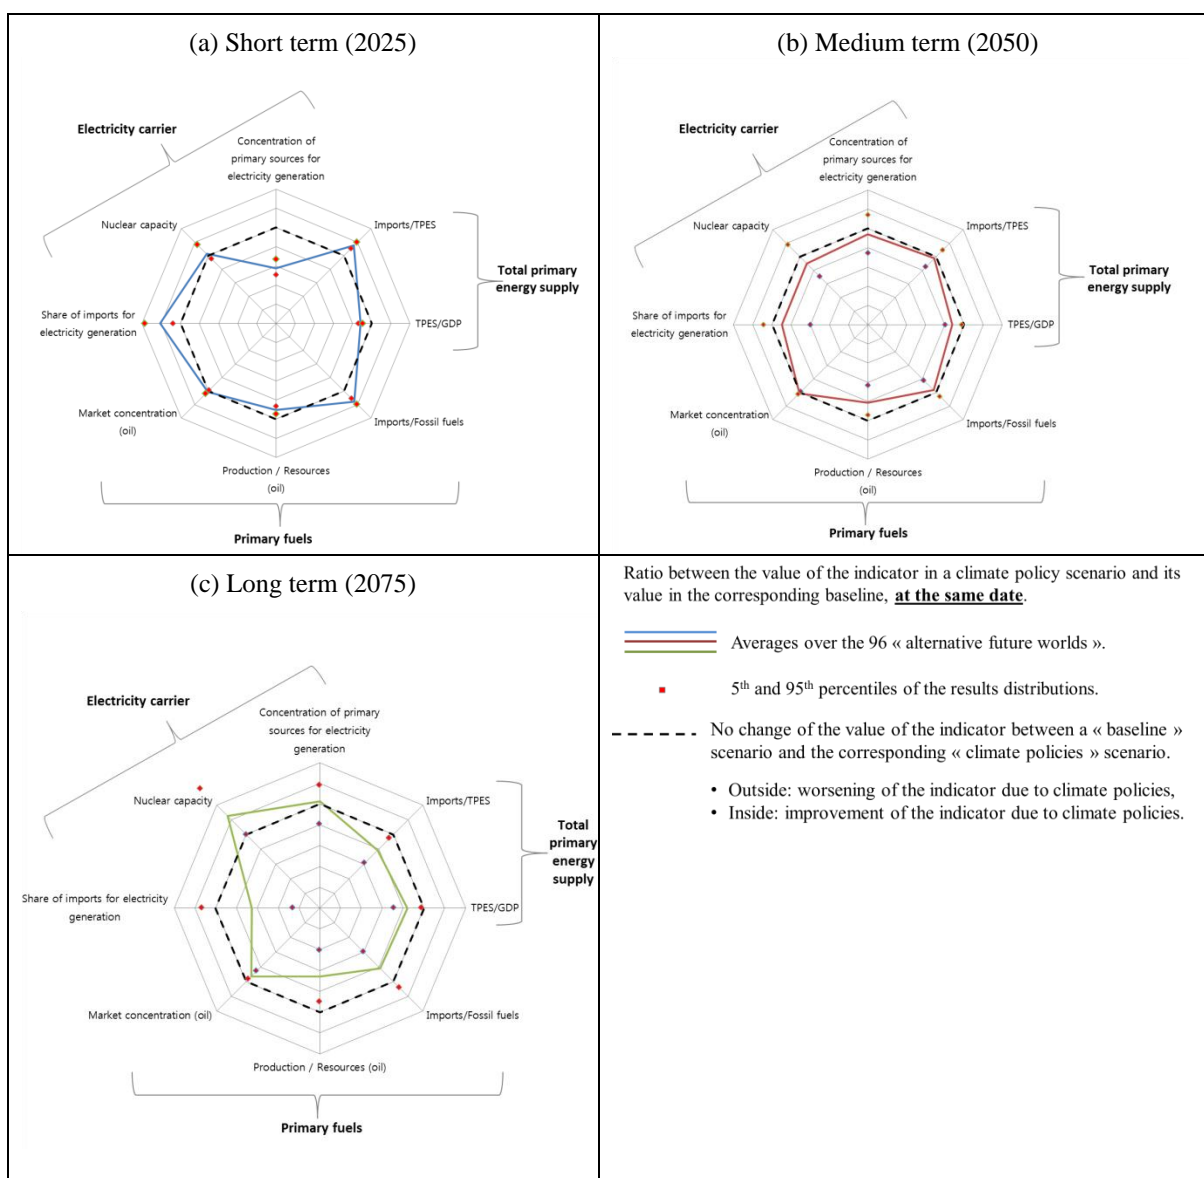 (a) Short term (2025)
Electricity carrier
Concentration of
primary sources for
electricity generation
Nuclear capacity
Imports/TPES
Total primary
energy supply
Share of imports for
electricity generation
TPES/GDP
Market concentration
(oil)
Imports/Fossil fuels
Production / Resources
(oil)
Primary fuels
(b) Medium term (2050)
Electricity carrier
Concentration of
primary sources for
electricity generation
Nuclear capacity
Imports/TPES
Total primary
energy supply
Share of imports for
electricity generation
TPES/GDP
Market concentration
(oil)
Imports/Fossil fuels
Production / Resources
(oil)
Primary fuels
(c) Long term (2075)
Electricity carrier
Concentration of primary
sources for electricity
generation
Nuclear capacity
Imports/TPES
Total
primary
energy
supply
Share of imports for electricity
generation
TPES/GDP
Market concentration (oil)
Imports/Fossil fuels
Production / Resources (oil)
Primary fuels
Ratio between the value of the indicator in a climate policy scenario and its
value in the corresponding baseline, at the same date.
Averages over the 96 « alternative future worlds ».
5th and 95th percentiles of the results distributions.
No change of the value of the indicator between a « baseline »
scenario and the corresponding « climate policies » scenario.
• Outside: worsening of the indicator due to climate policies,
• Inside: improvement of the indicator due to climate policies.